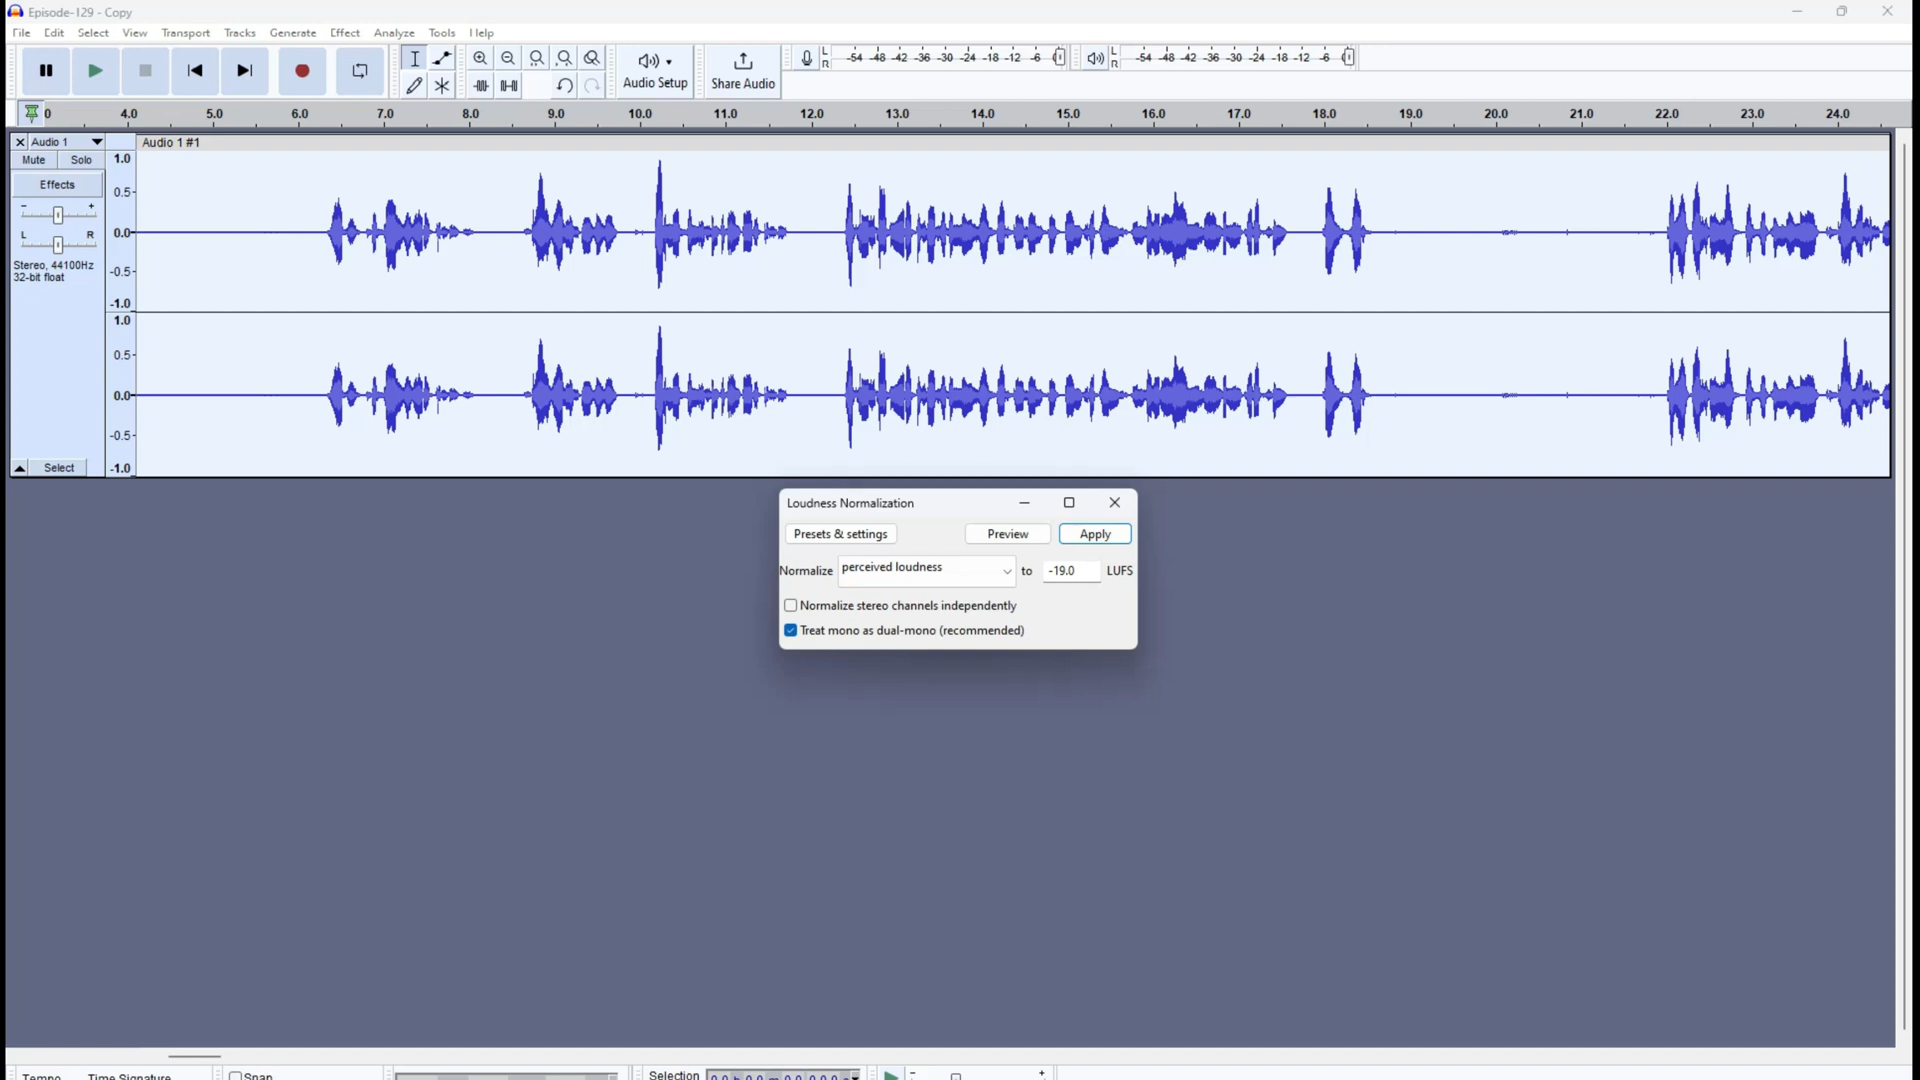 Episode-129 - Copy
File Edit Select View Transport Tracks Generate Effect Analyze Tools Help
Audio Setup
Share Audio
L
R
-54 -48 -42 -36 -30 -24 -18 -12 -6
L
R
-54 -48 -42 -36 -30 -24 -18 -12 -6
0 4.0 5.0 6.0 7.0 8.0 9.0 10.0 11.0 12.0 13.0 14.0 15.0 16.0 17.0 18.0 19.0 20.0 21.0 22.0 23.0 24.0
Audio 1
Audio 1 #1
Mute Solo
Effects
- +
L R
Stereo, 44100Hz
32-bit float
Select
1.0
0.5-
0.0-
-0.5-
-1.0
1.0
0.5-
0.0-
-0.5-
-1.0
Loudness Normalization
Presets & settings Preview Apply
Normalize perceived loudness to -19.0 LUFS
Normalize stereo channels independently
Treat mono as dual-mono (recommended)
Tempo Time Signature Snap Selection
- +